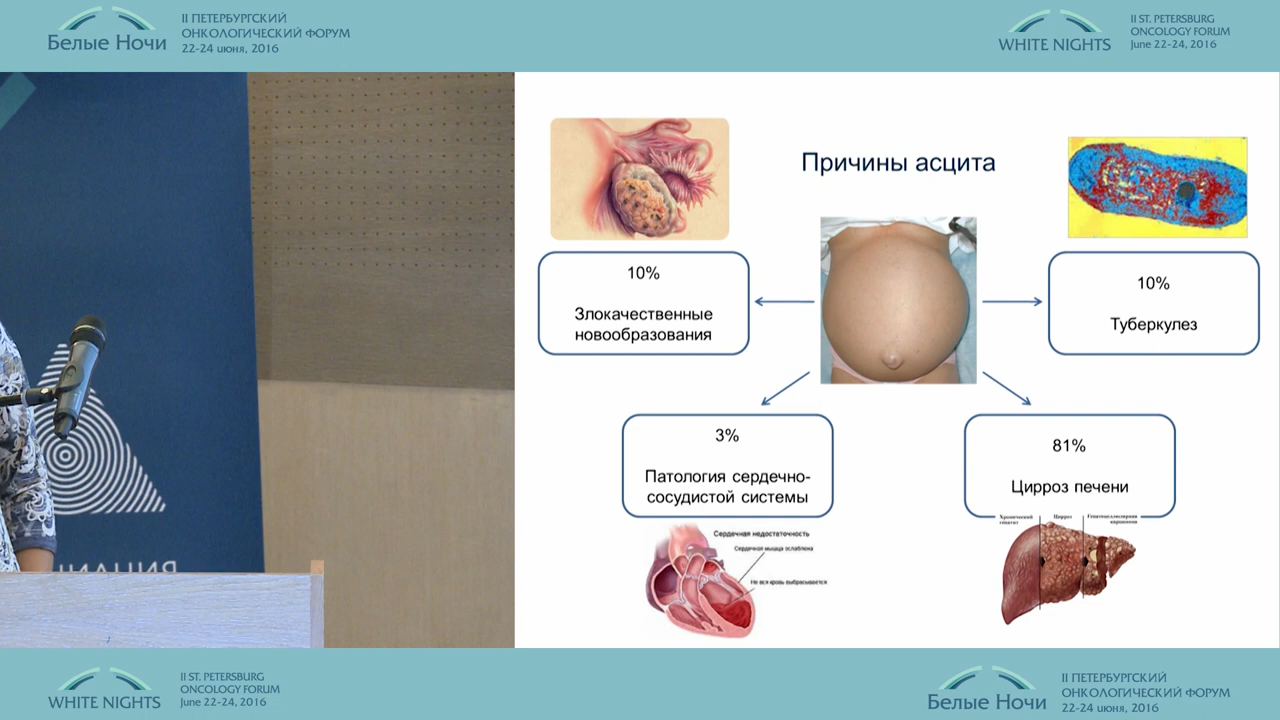 II ПЕТЕРБУРГСКИЙ
ОНКОЛОГИЧЕСКИЙ ФОРУМ
22-24 июня, 2016
Белые Ночи
II ST. PETERSBURG
ONCOLOGY FORUM
June 22-24, 2016
WHITE NIGHTS
Причины асцита
10%
Злокачественные
новообразования
10%
Туберкулез
3%
Патология сердечно-
сосудистой системы
81%
Цирроз печени
Сердечная недостаточность
Сердечная мышца ослаблена
Не вся кровь выбрасывается
Хронический
гепатит
Цирроз
Гепатоцеллюлярная
карцинома
II ST. PETERSBURG
ONCOLOGY FORUM
June 22-24, 2016
WHITE NIGHTS
II ПЕТЕРБУРГСКИЙ
ОНКОЛОГИЧЕСКИЙ ФОРУМ
22-24 июня, 2016
Белые Ночи